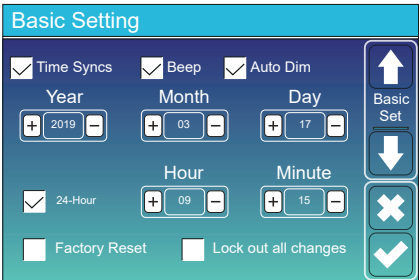 Basic Setting
Time Syncs Beep Auto Dim
Year Month Day
+ 2019 − + 03 − + 17 −
Basic
Set
Hour Minute
24-Hour + 09 − + 15 −
Factory Reset Lock out all changes